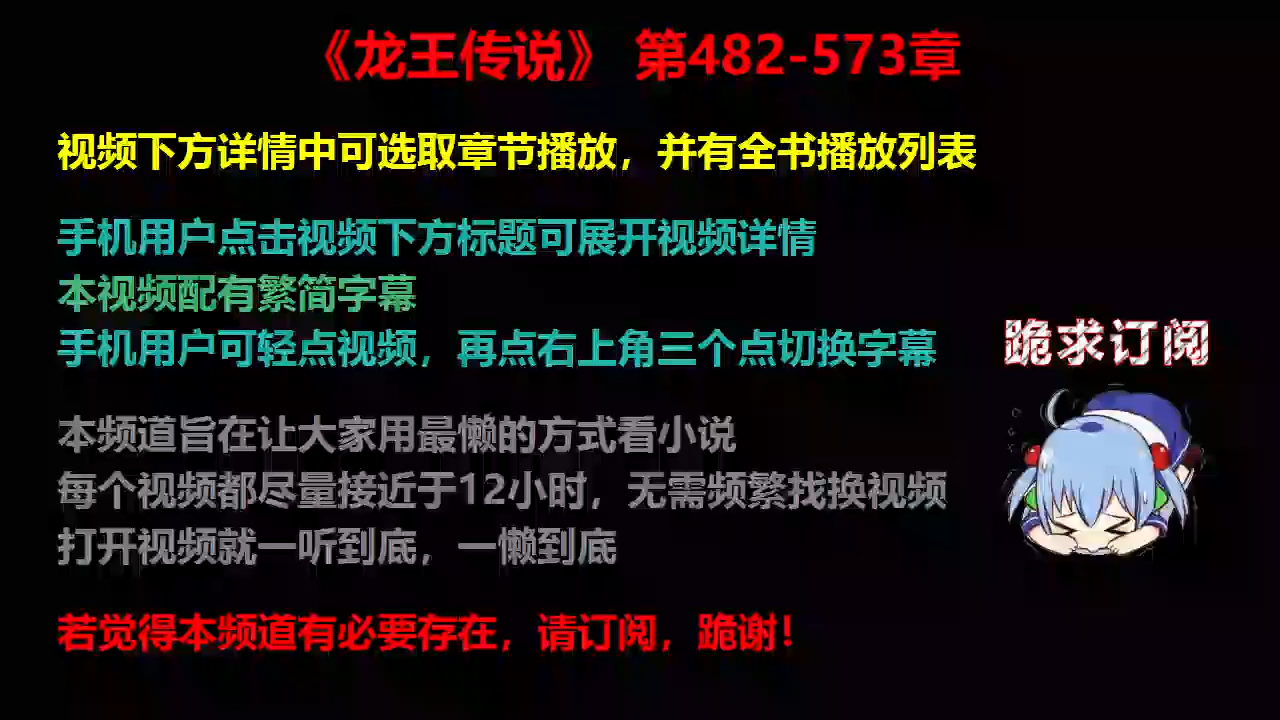 《龙王传说》 第482-573章
视频下方详情中可选取章节播放，并有全书播放列表
手机用户点击视频下方标题可展开视频详情
本视频配有繁简字幕
手机用户可轻点视频，再点右上角三个点切换字幕
跪求订阅
本频道旨在让大家用最懒的方式看小说
每个视频都尽量接近于12小时，无需频繁找换视频
打开视频就一听到底，一懒到底
若觉得本频道有必要存在，请订阅，跪谢！